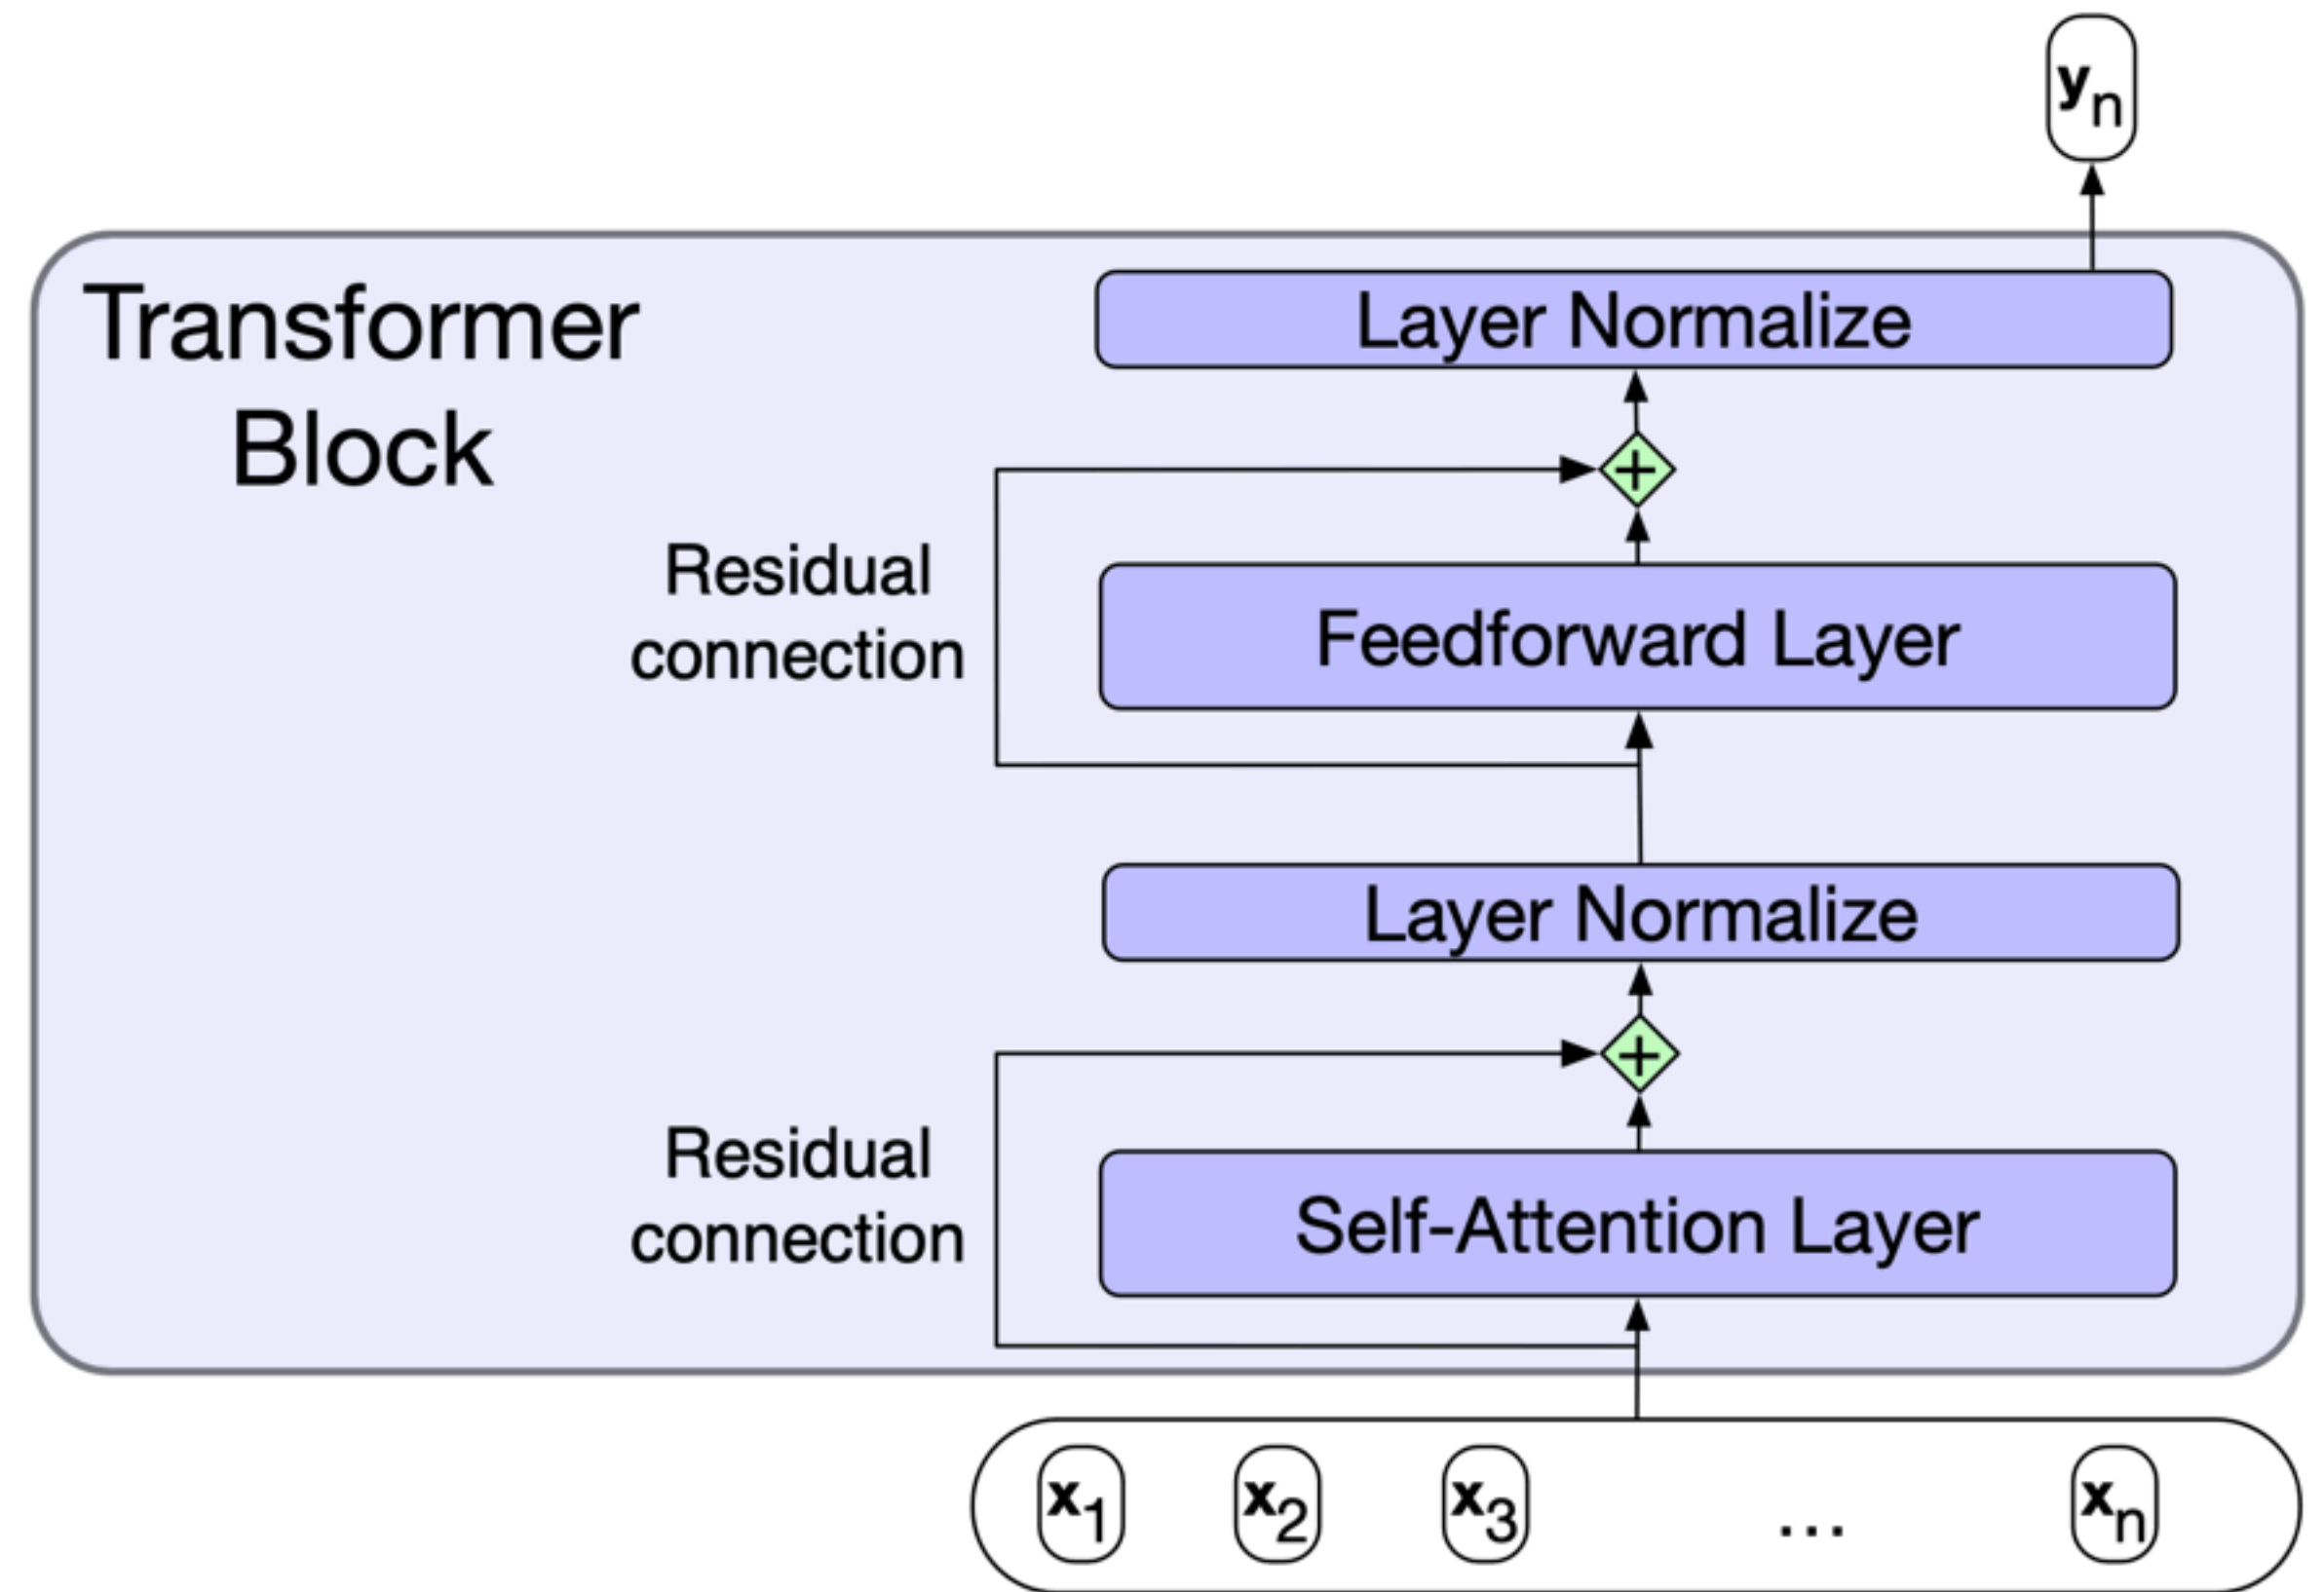 yn
Transformer
Block
Layer Normalize
+
Residual
connection
Feedforward Layer
Layer Normalize
+
Residual
connection
Self-Attention Layer
x1 x2 x3 ... xn